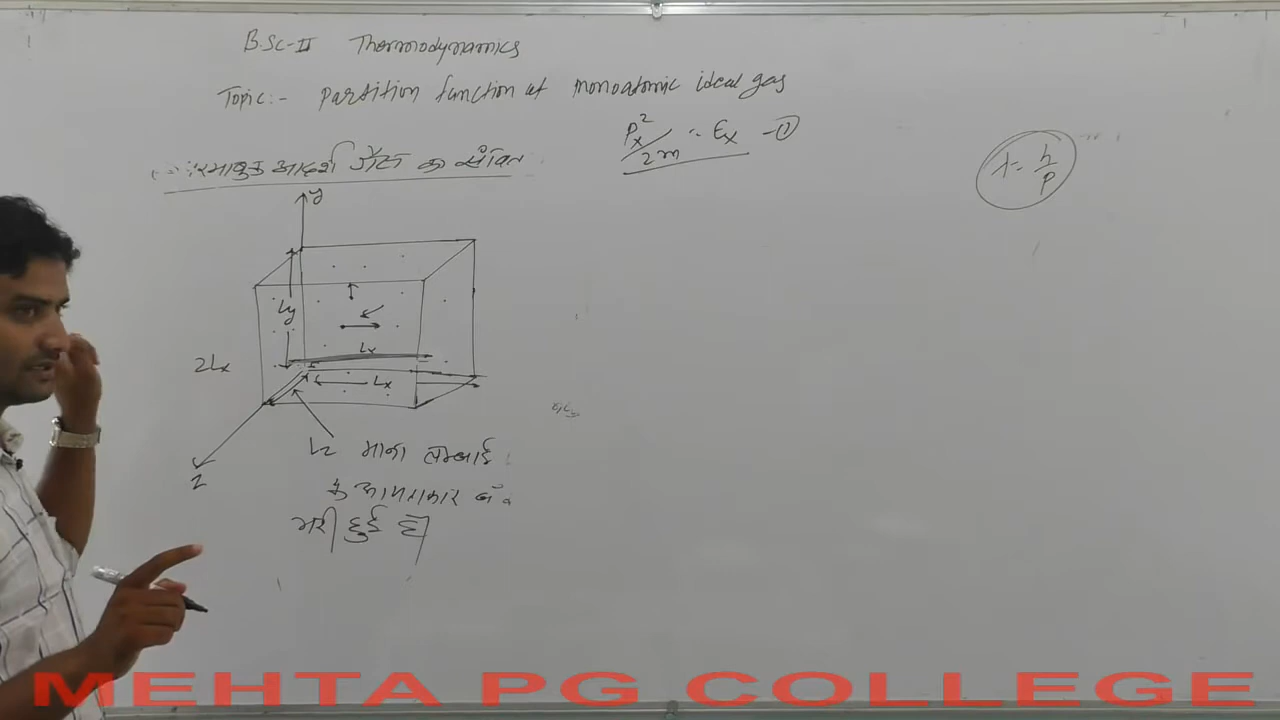 B.Sc-II Thermodynamics
Topic:- Partition function of monoatomic ideal gas
Px²/2m = Ex -①
λ = h/p
आदर्श गैस का
y
Ly
Lx
2Lx
Lx
Lz माना लम्बाई
Z
के
भरी हुई है
MEHTA PG COLLEGE